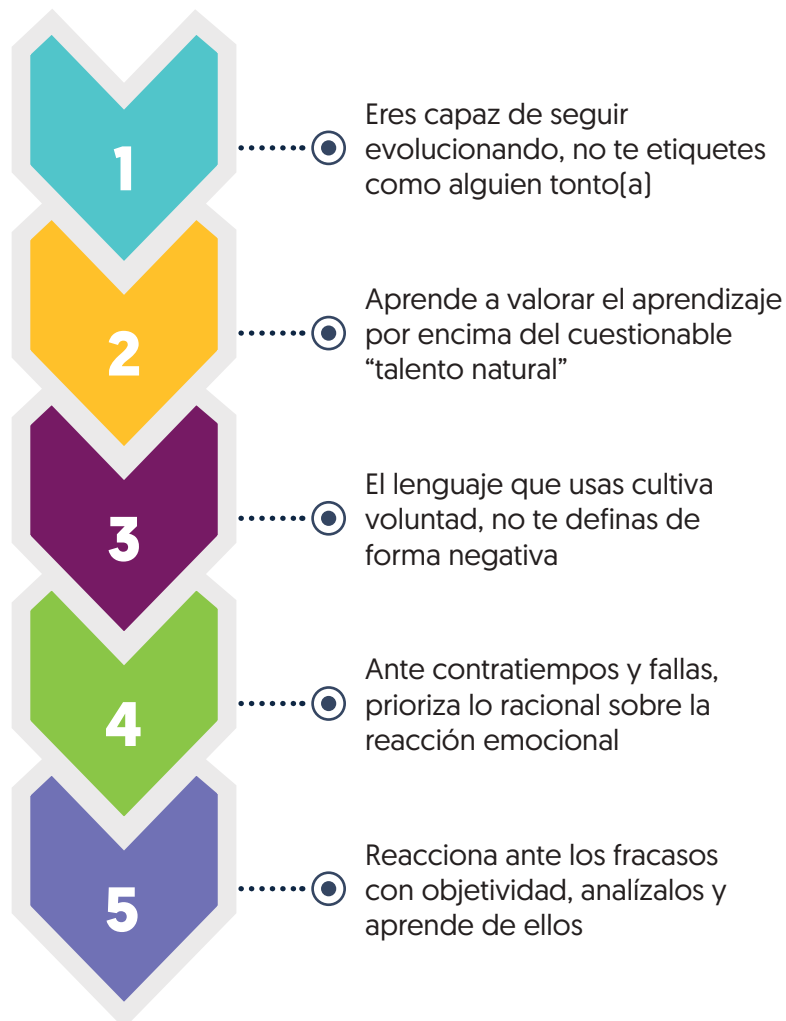 1
Eres capaz de seguir
evolucionando, no te etiquetes
como alguien tonto(a)
2
Aprende a valorar el aprendizaje
por encima del cuestionable
“talento natural”
3
El lenguaje que usas cultiva
voluntad, no te definas de
forma negativa
4
Ante contratiempos y fallas,
prioriza lo racional sobre la
reacción emocional
5
Reacciona ante los fracasos
con objetividad, analízalos y
aprende de ellos